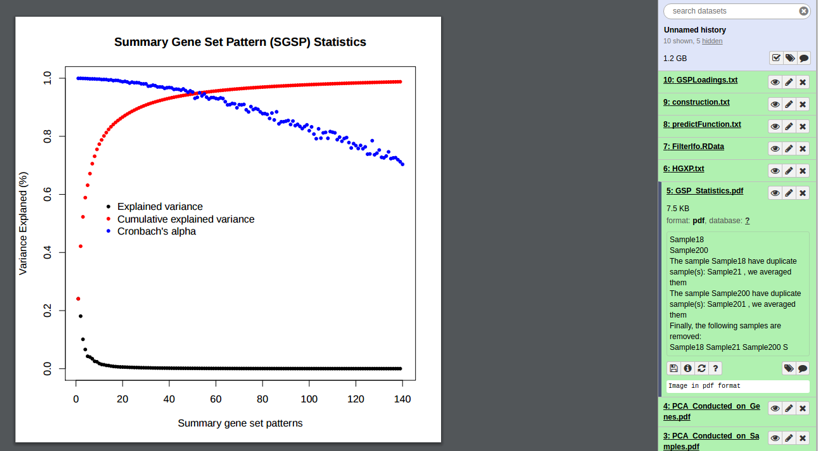 Summary Gene Set Pattern (SGSP) Statistics
Variance Explaned (%)
1.0
0.8
0.6
0.4
0.2
0.0
Explained variance
Cumulative explained variance
Cronbach's alpha
0 20 40 60 80 100 120 140
Summary gene set patterns
search datasets
Unnamed history
10 shown, 5 hidden
1.2 GB
10: GSPLoadings.txt
9: construction.txt
8: predictFunction.txt
7: FilterIfo.RData
6: HGXP.txt
5: GSP_Statistics.pdf
7.5 KB
format: pdf, database: ?
Sample18
Sample200
The sample Sample18 have duplicate
sample(s): Sample21 , we averaged
them
The sample Sample200 have duplicate
sample(s): Sample201 , we averaged
them
Finally, the following samples are
removed:
Sample18 Sample21 Sample200 S
?
Image in pdf format
4: PCA_Conducted_on_Ge
nes.pdf
3: PCA_Conducted_on_Sa
mples.pdf